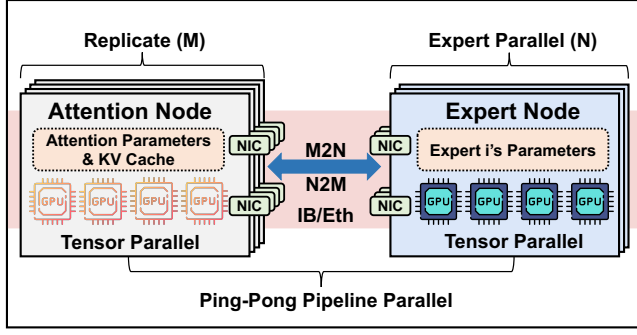 Replicate (M)
Expert Parallel (N)
Attention Node
Attention Parameters
& KV Cache
NIC
GPU GPU GPU GPU
NIC
Tensor Parallel
M2N
N2M
IB/Eth
Expert Node
NIC
Expert i's Parameters
NIC
GPU GPU GPU GPU
Tensor Parallel
Ping-Pong Pipeline Parallel